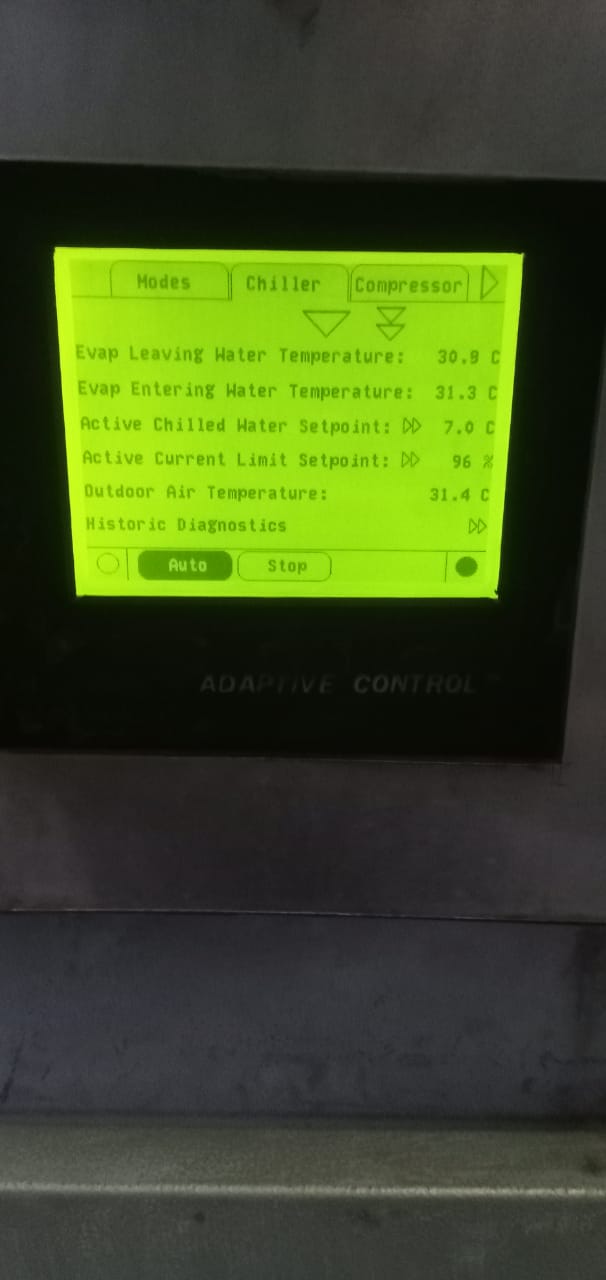 Modes Chiller Compressor
Evap Leaving Water Temperature: 30.9 C
Evap Entering Water Temperature: 31.3 C
Active Chilled Water Setpoint: 7.0 C
Active Current Limit Setpoint: 96 %
Outdoor Air Temperature: 31.4 C
Historic Diagnostics
Auto Stop
ADAPTIVE CONTROL™